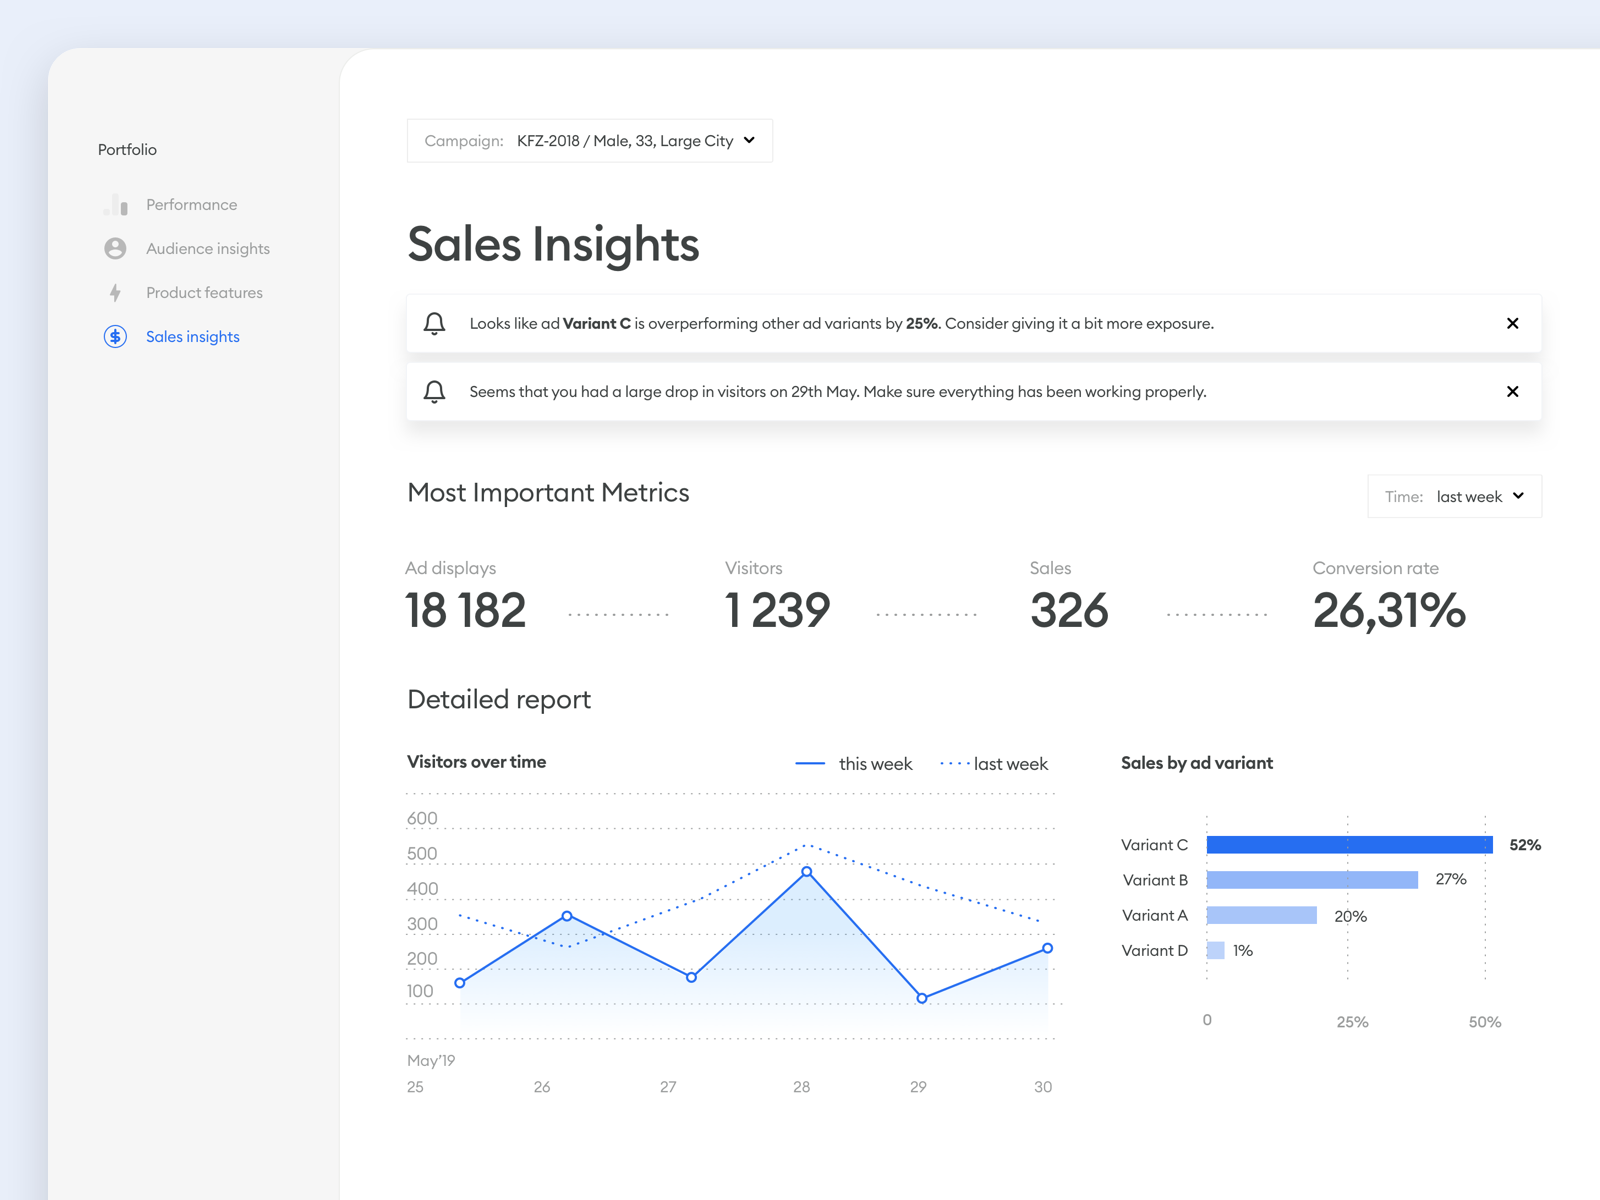 Portfolio
Performance
Audience insights
Product features
Sales insights
Campaign: KFZ-2018 / Male, 33, Large City
Sales Insights
Looks like ad Variant C is overperforming other ad variants by 25%. Consider giving it a bit more exposure.
Seems that you had a large drop in visitors on 29th May. Make sure everything has been working properly.
Most Important Metrics
Time: last week
Ad displays
18 182
Visitors
1 239
Sales
326
Conversion rate
26,31%
Detailed report
Visitors over time
this week
last week
600
500
400
300
200
100
May'19
25 26 27 28 29 30
Sales by ad variant
Variant C 52%
Variant B 27%
Variant A 20%
Variant D 1%
0 25% 50%